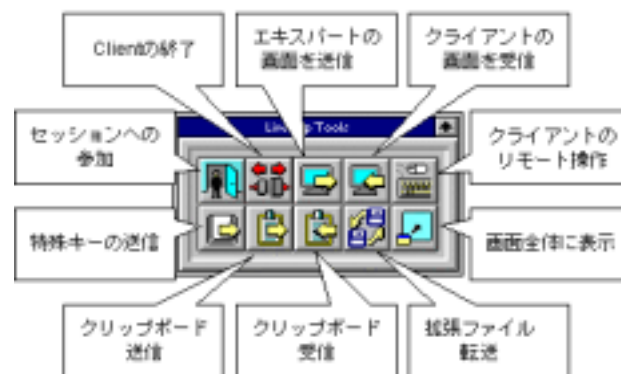 Clientの終了
エキスパートの
画面を送信
クライアントの
画面を受信
セッションへの
参加
Tools
クライアントの
リモート操作
特殊キーの送信
画面全体に表示
クリップボード
送信
クリップボード
受信
拡張ファイル
転送